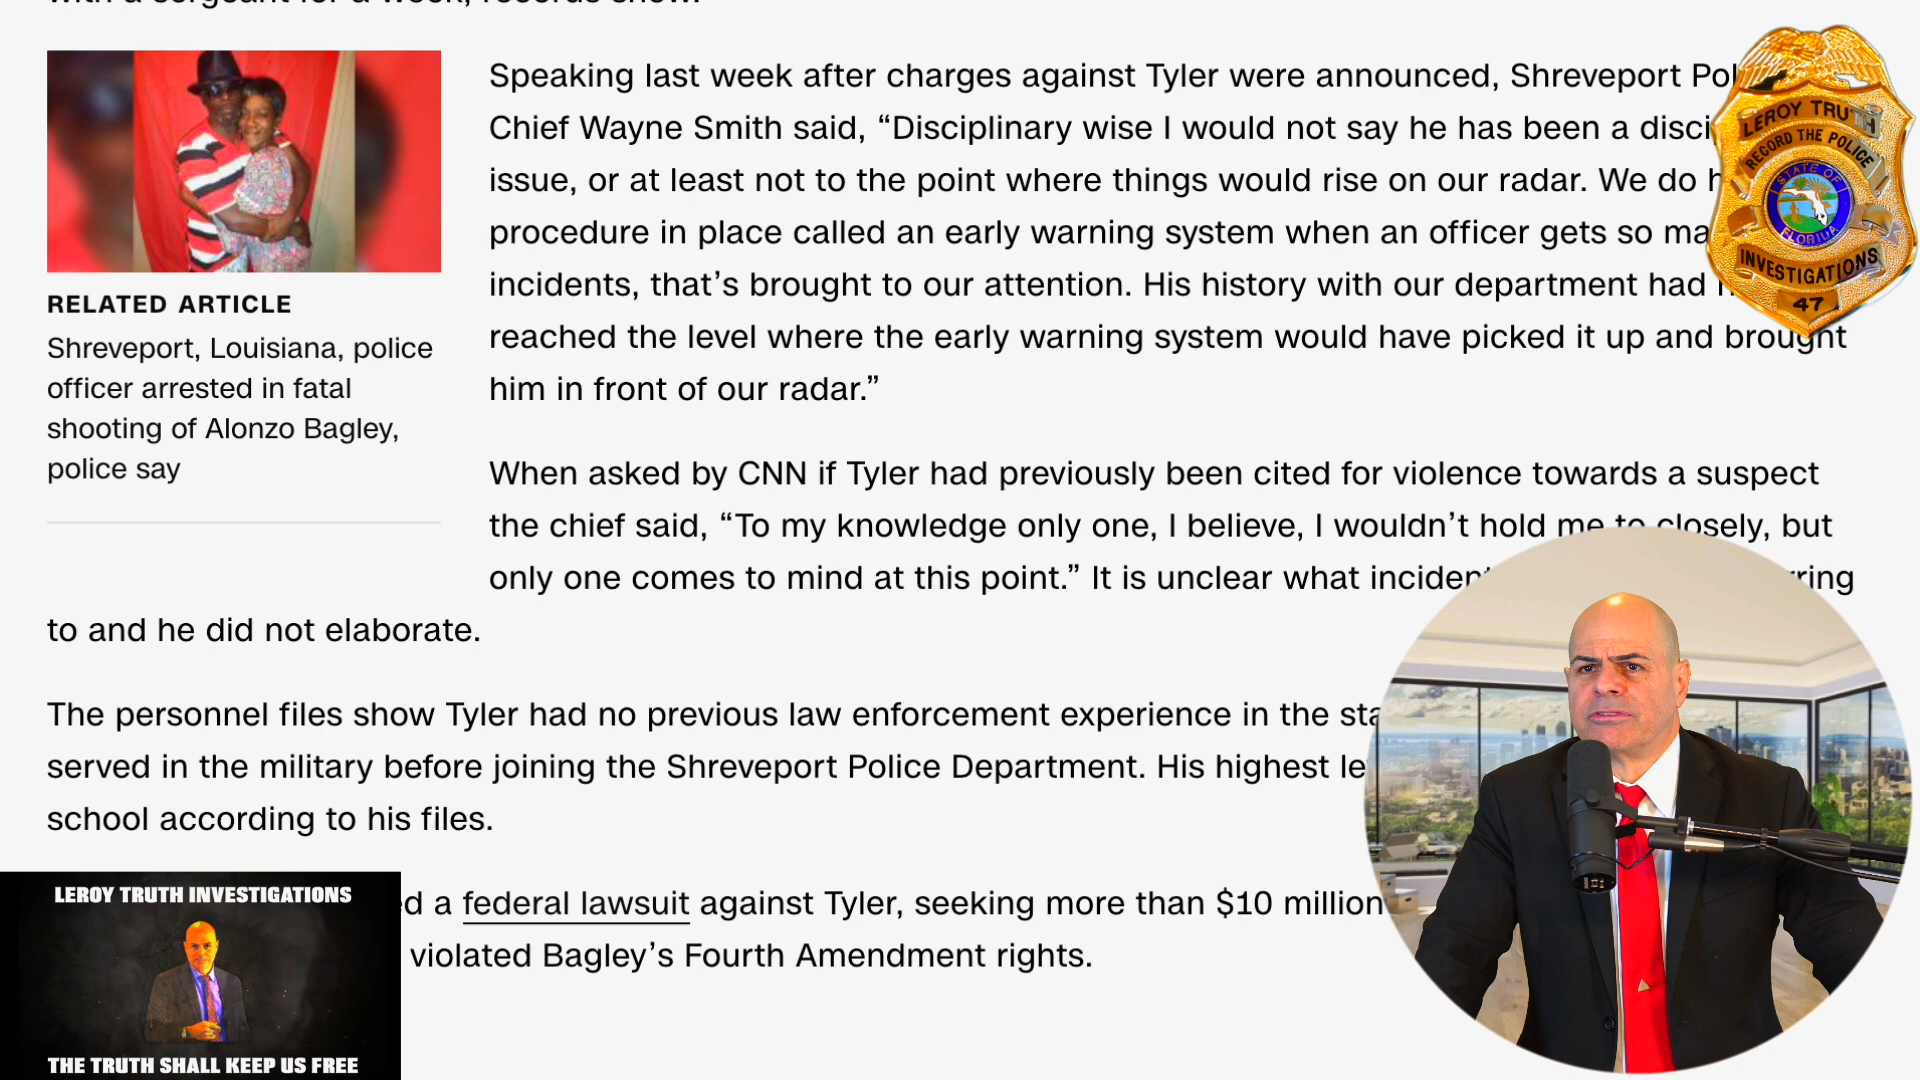 Speaking last week after charges against Tyler were announced, Shreveport
Chief Wayne Smith said, “Disciplinary wise I would not say he has been a
issue, or at least not to the point where things would rise on our radar. We do
procedure in place called an early warning system when an officer gets so
incidents, that’s brought to our attention. His history with our department had
reached the level where the early warning system would have picked it up and brought
him in front of our radar.”
RELATED ARTICLE
Shreveport, Louisiana, police
officer arrested in fatal
shooting of Alonzo Bagley,
police say
When asked by CNN if Tyler had previously been cited for violence towards a suspect
the chief said, “To my knowledge only one, I believe, I wouldn’t hold me to closely, but
only one comes to mind at this point.” It is unclear what
to and he did not elaborate.
The personnel files show Tyler had no previous law enforcement experience in the
served in the military before joining the Shreveport Police Department. His highest
school according to his files.
a federal lawsuit against Tyler, seeking more than $10 million
violated Bagley’s Fourth Amendment rights.
LEROY TRUTH
RECORD THE POLICE
STATE OF
FLORIDA
INVESTIGATIONS
47
LEROY TRUTH INVESTIGATIONS
THE TRUTH SHALL KEEP US FREE